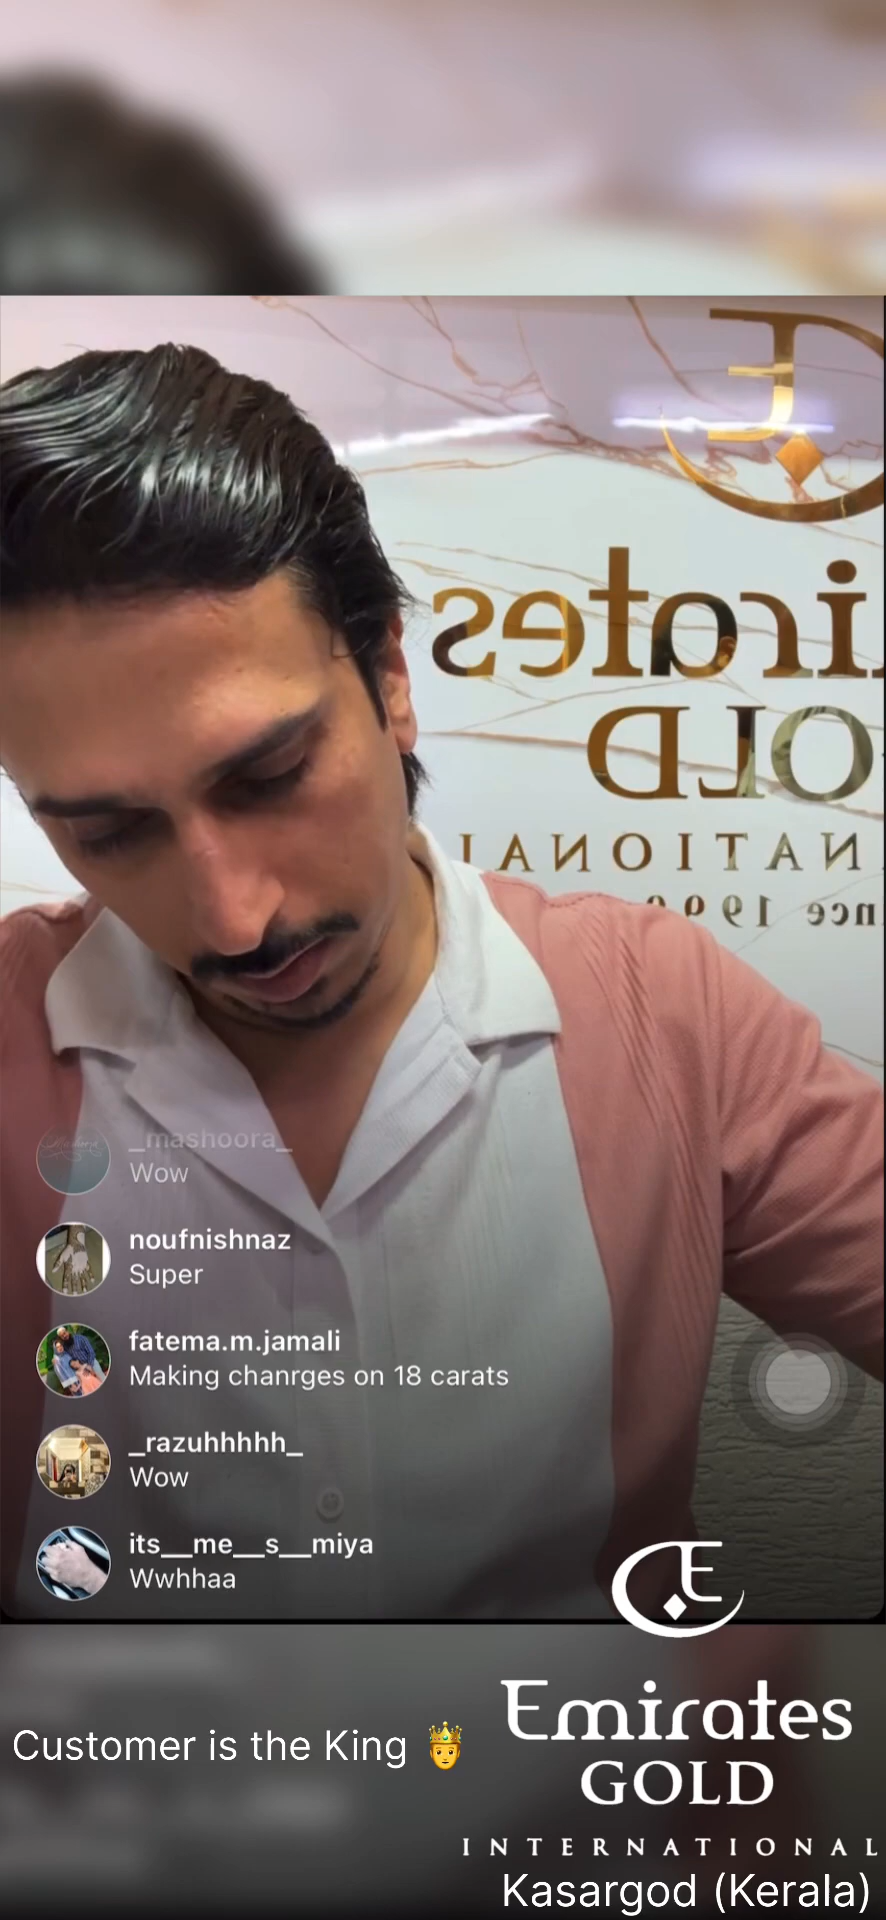 irates
OLD
NATIONAL
nce 1990
_mashoora_
Wow
noufnishnaz
Super
fatema.m.jamali
Making chanrges on 18 carats
_razuhhhhh_
Wow
its__me__s__miya
Wwhhaa
Customer is the King 🤴
Emirates
GOLD
INTERNATIONAL
Kasargod (Kerala)